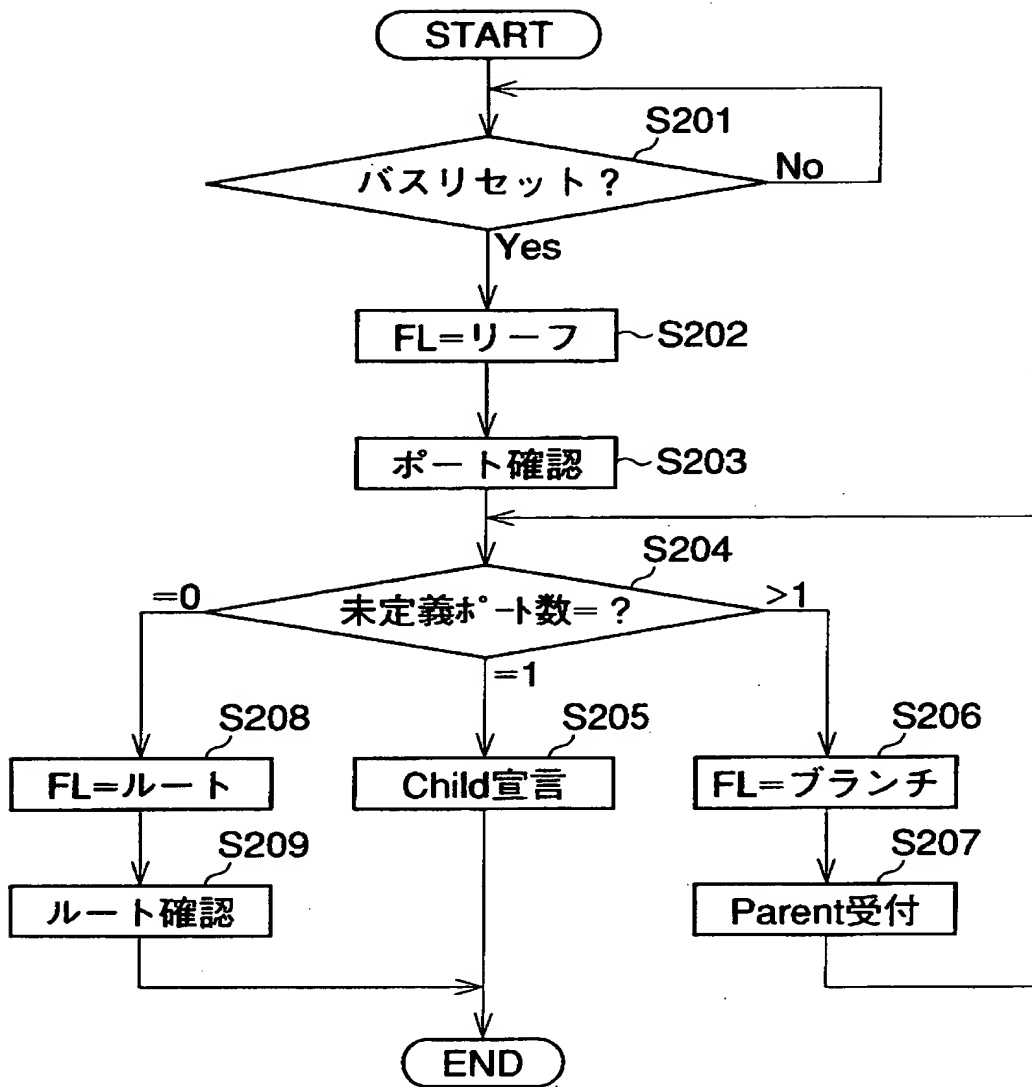 START
S201
バスリセット?
No
Yes
FL=リーフ
S202
ポート確認
S203
S204
=0
未定義ﾎﾟｰﾄ数=?
>1
=1
S208
S205
S206
FL=ルート
Child宣言
FL=ブランチ
S209
S207
ルート確認
Parent受付
END